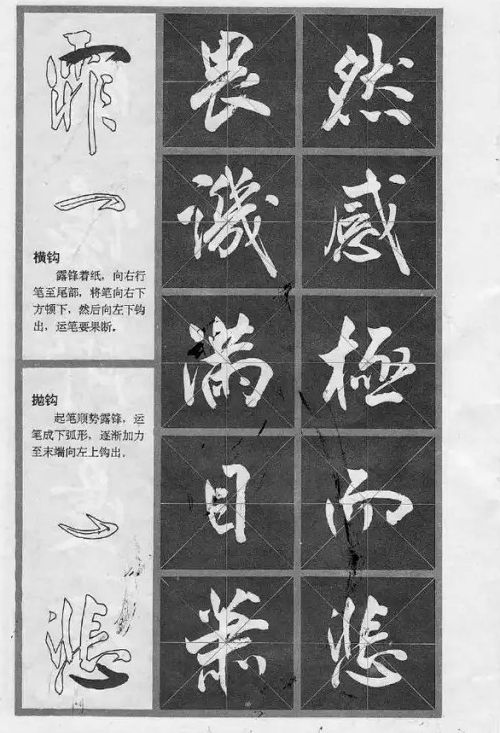 霏
横钩
露锋着纸，向右行
笔至尾部，将笔向右下
方顿下，然后向左下钩
出，运笔要果断。
抛钩
起笔顺势露锋，运
笔成下弧形，逐渐加力
至末端向左上钩出。
悲
畏譏滿目蕭
然感極而悲